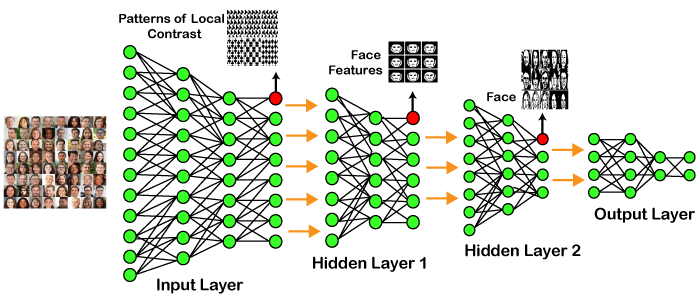 Patterns of Local
Contrast
Face
Features
Face
Input Layer
Hidden Layer 1
Hidden Layer 2
Output Layer